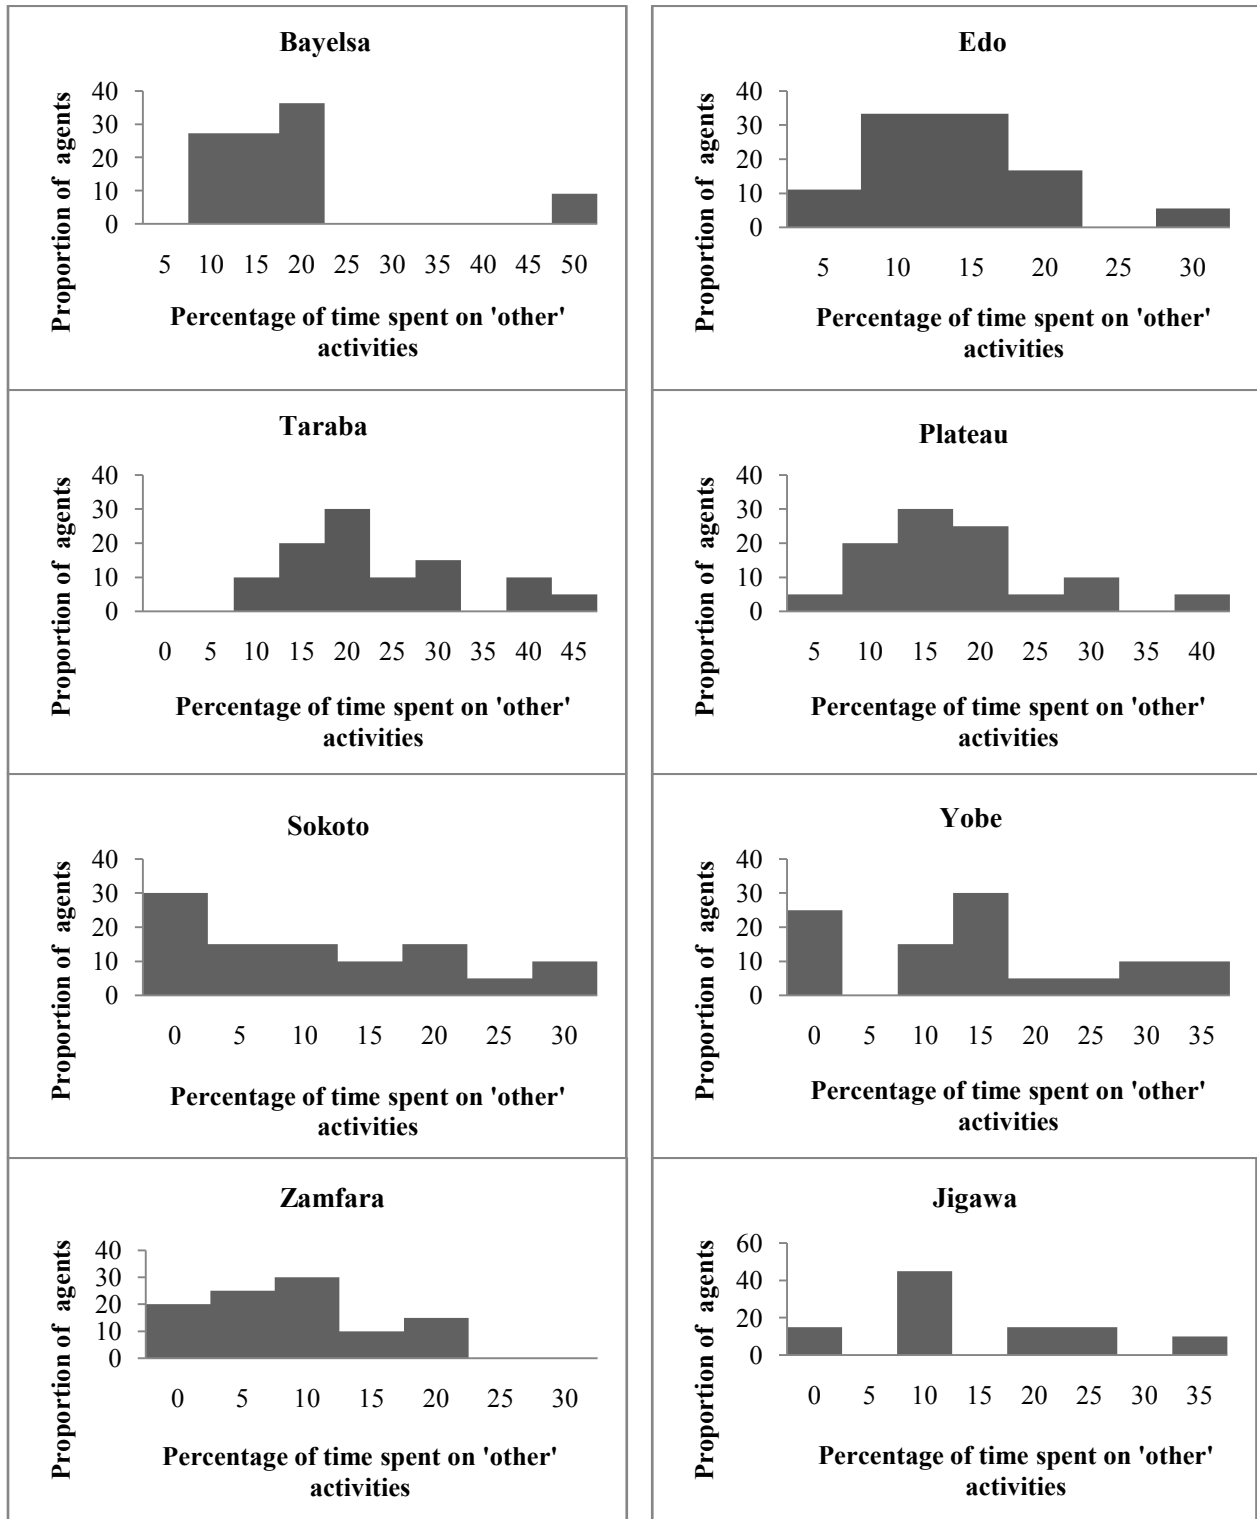 Bayelsa
Proportion of agents
40
30
20
10
0
5 10 15 20 25 30 35 40 45 50
Percentage of time spent on 'other'
activities
Edo
Proportion of agents
40
30
20
10
0
5 10 15 20 25 30
Percentage of time spent on 'other'
activities
Taraba
Proportion of agents
40
30
20
10
0
0 5 10 15 20 25 30 35 40 45
Percentage of time spent on 'other'
activities
Plateau
Proportion of agents
40
30
20
10
0
5 10 15 20 25 30 35 40
Percentage of time spent on 'other'
activities
Sokoto
Proportion of agents
40
30
20
10
0
0 5 10 15 20 25 30
Percentage of time spent on 'other'
activities
Yobe
Proportion of agents
40
30
20
10
0
0 5 10 15 20 25 30 35
Percentage of time spent on 'other'
activities
Zamfara
Proportion of agents
40
30
20
10
0
0 5 10 15 20 25 30
Percentage of time spent on 'other'
activities
Jigawa
Proportion of agents
60
40
20
0
0 5 10 15 20 25 30 35
Percentage of time spent on 'other'
activities